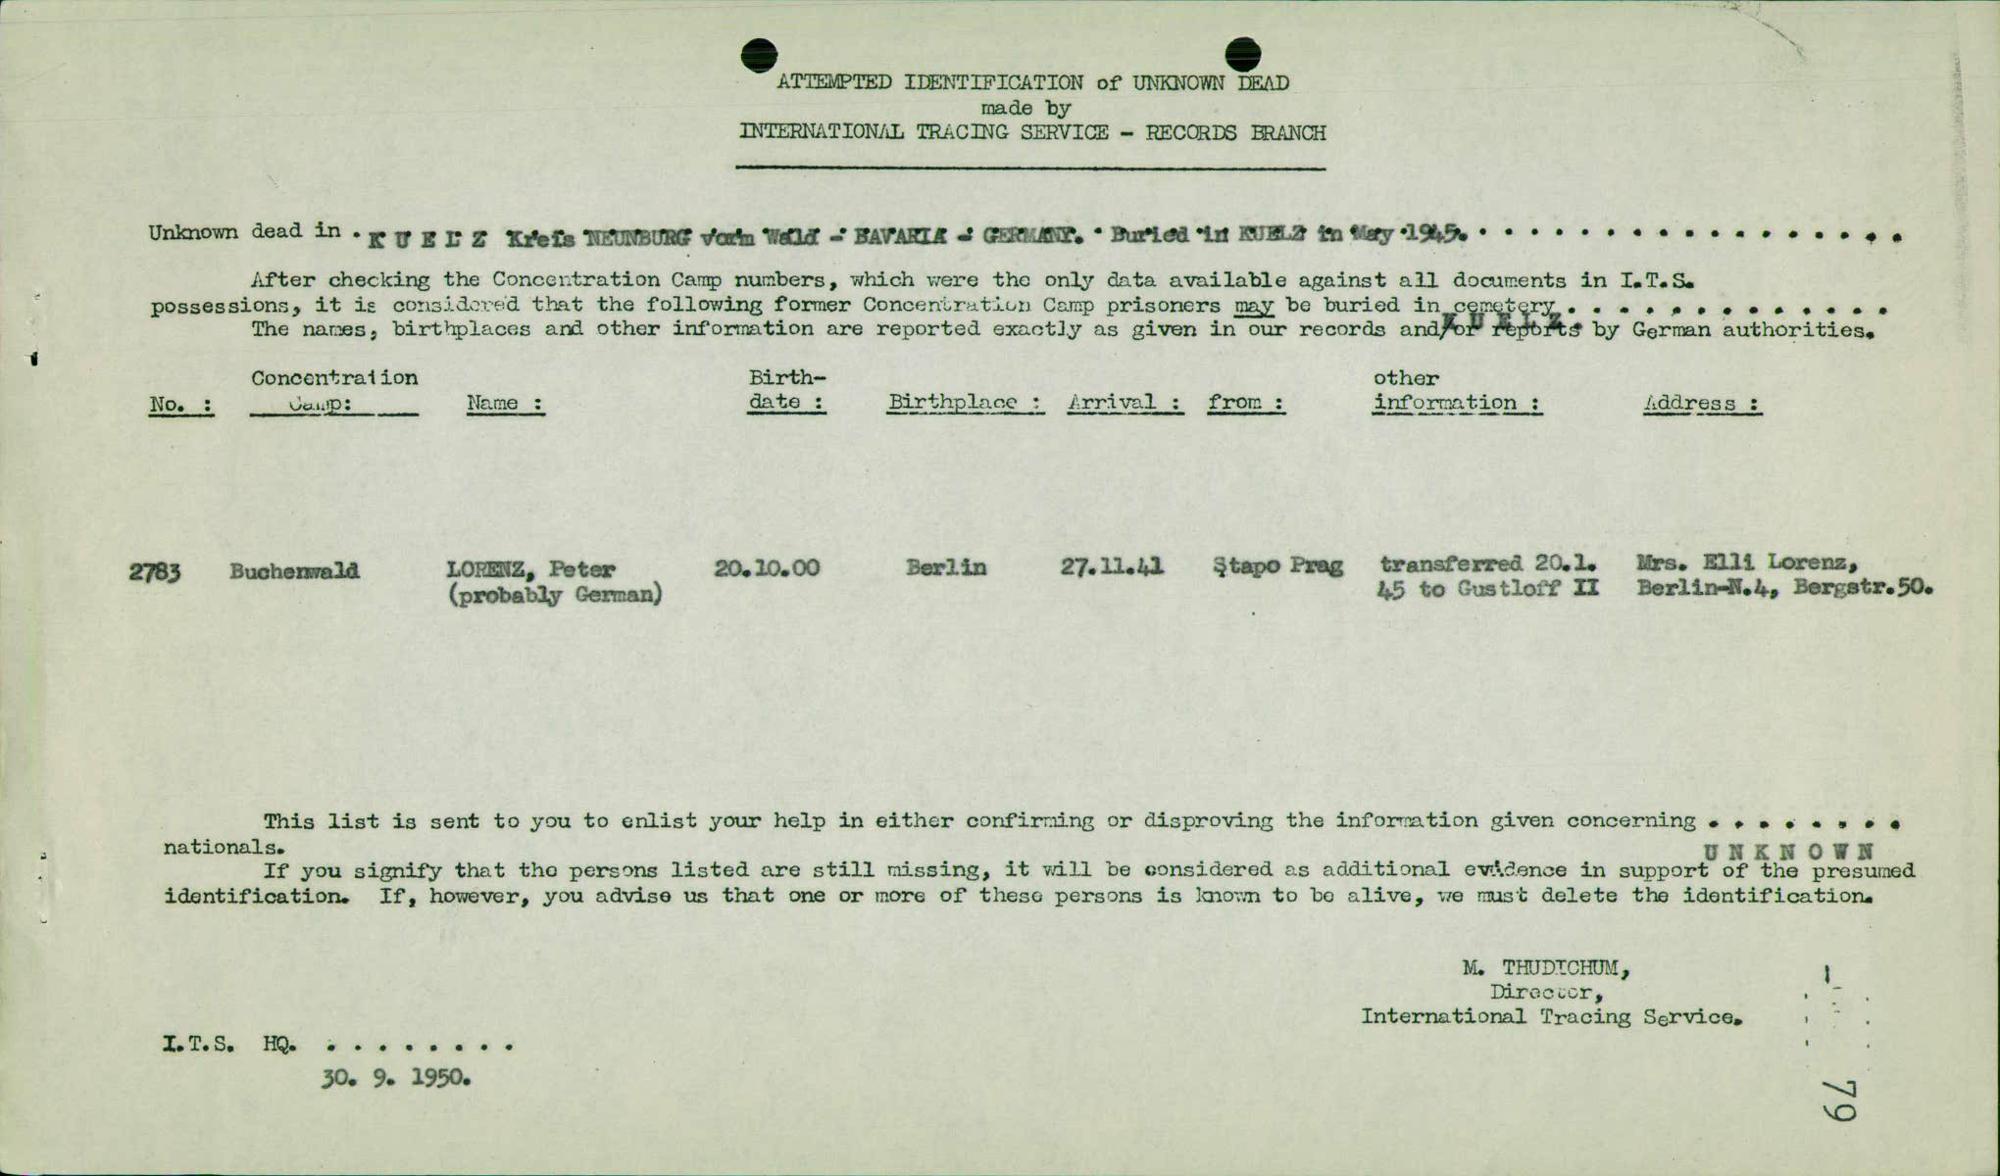 ATTEMPTED IDENTIFICATION of UNKNOWN DEAD
made by
INTERNATIONAL TRACING SERVICE - RECORDS BRANCH
Unknown dead in . K U E L Z Kreis NEUNBURG vorm Wald - BAVARIA - GERMANY. Buried in KUELZ in May 1945. . . . . . . . . . . . . . . . . .
After checking the Concentration Camp numbers, which were the only data available against all documents in I.T.S.
possessions, it is considered that the following former Concentration Camp prisoners may be buried in cemetery . . . . . . . . . . . . .
K U E L Z.
The names, birthplaces and other information are reported exactly as given in our records and/or reports by German authorities.
No. : Concentration Camp: Name : Birth-date : Birthplace : Arrival : from : other information : Address :
2783 Buchenwald LORENZ, Peter 20.10.00 Berlin 27.11.41 Stapo Prag transferred 20.1. Mrs. Elli Lorenz,
(probably German) 45 to Gustloff II Berlin-N.4, Bergstr.50.
This list is sent to you to enlist your help in either confirming or disproving the information given concerning . . . . . . . .
nationals. U N K N O W N
If you signify that the persons listed are still missing, it will be considered as additional evidence in support of the presumed
identification. If, however, you advise us that one or more of these persons is known to be alive, we must delete the identification.
M. THUDICHUM,
Director,
International Tracing Service.
I.T.S. HQ. . . . . . . . .
30. 9. 1950.
79